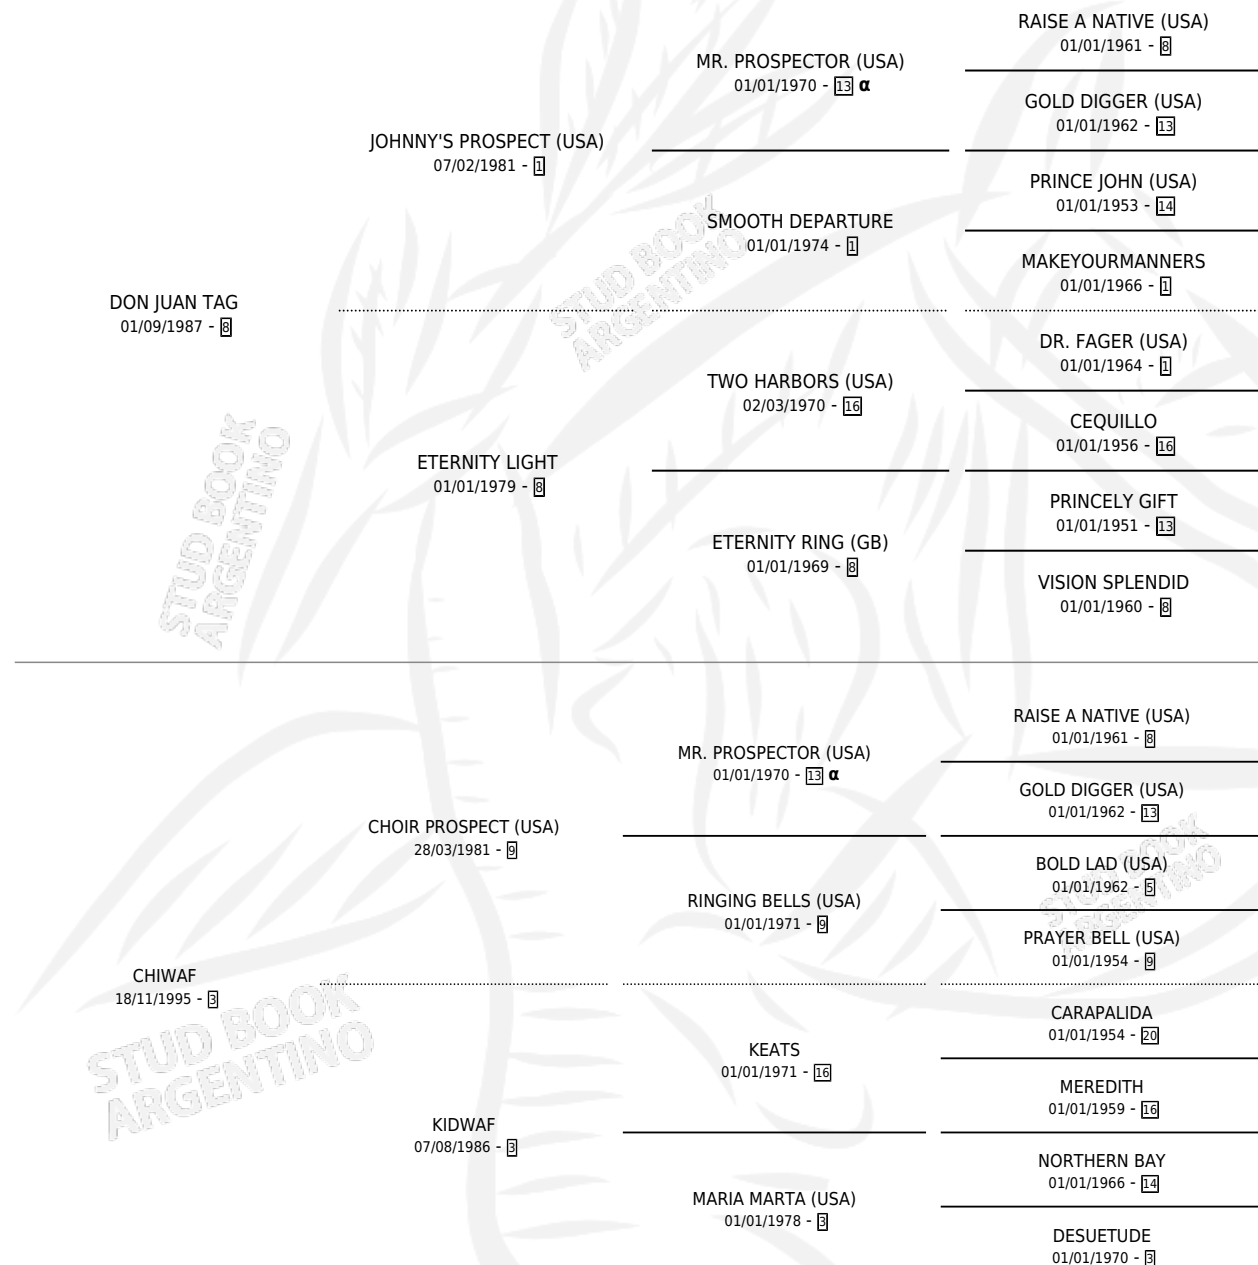 RAISE A NATIVE (USA)
01/01/1961 - 8
MR. PROSPECTOR (USA)
01/01/1970 - 13 α
GOLD DIGGER (USA)
01/01/1962 - 13
JOHNNY'S PROSPECT (USA)
07/02/1981 - 1
PRINCE JOHN (USA)
01/01/1953 - 14
SMOOTH DEPARTURE
01/01/1974 - 1
MAKEYOURMANNERS
01/01/1966 - 1
DON JUAN TAG
01/09/1987 - 8
DR. FAGER (USA)
01/01/1964 - 1
TWO HARBORS (USA)
02/03/1970 - 16
CEQUILLO
01/01/1956 - 16
ETERNITY LIGHT
01/01/1979 - 8
PRINCELY GIFT
01/01/1951 - 13
ETERNITY RING (GB)
01/01/1969 - 8
VISION SPLENDID
01/01/1960 - 8
STUD BOOK
ARGENTINO
STUD BOOK
ARGENTINO
RAISE A NATIVE (USA)
01/01/1961 - 8
MR. PROSPECTOR (USA)
01/01/1970 - 13 α
GOLD DIGGER (USA)
01/01/1962 - 13
CHOIR PROSPECT (USA)
28/03/1981 - 9
BOLD LAD (USA)
01/01/1962 - 5
RINGING BELLS (USA)
01/01/1971 - 9
PRAYER BELL (USA)
01/01/1954 - 9
CHIWAF
18/11/1995 - 3
CARAPALIDA
01/01/1954 - 20
KEATS
01/01/1971 - 16
MEREDITH
01/01/1959 - 16
KIDWAF
07/08/1986 - 3
NORTHERN BAY
01/01/1966 - 14
MARIA MARTA (USA)
01/01/1978 - 3
DESUETUDE
01/01/1970 - 3
STUD BOOK
ARGENTINO
STUD BOOK
ARGENTINO